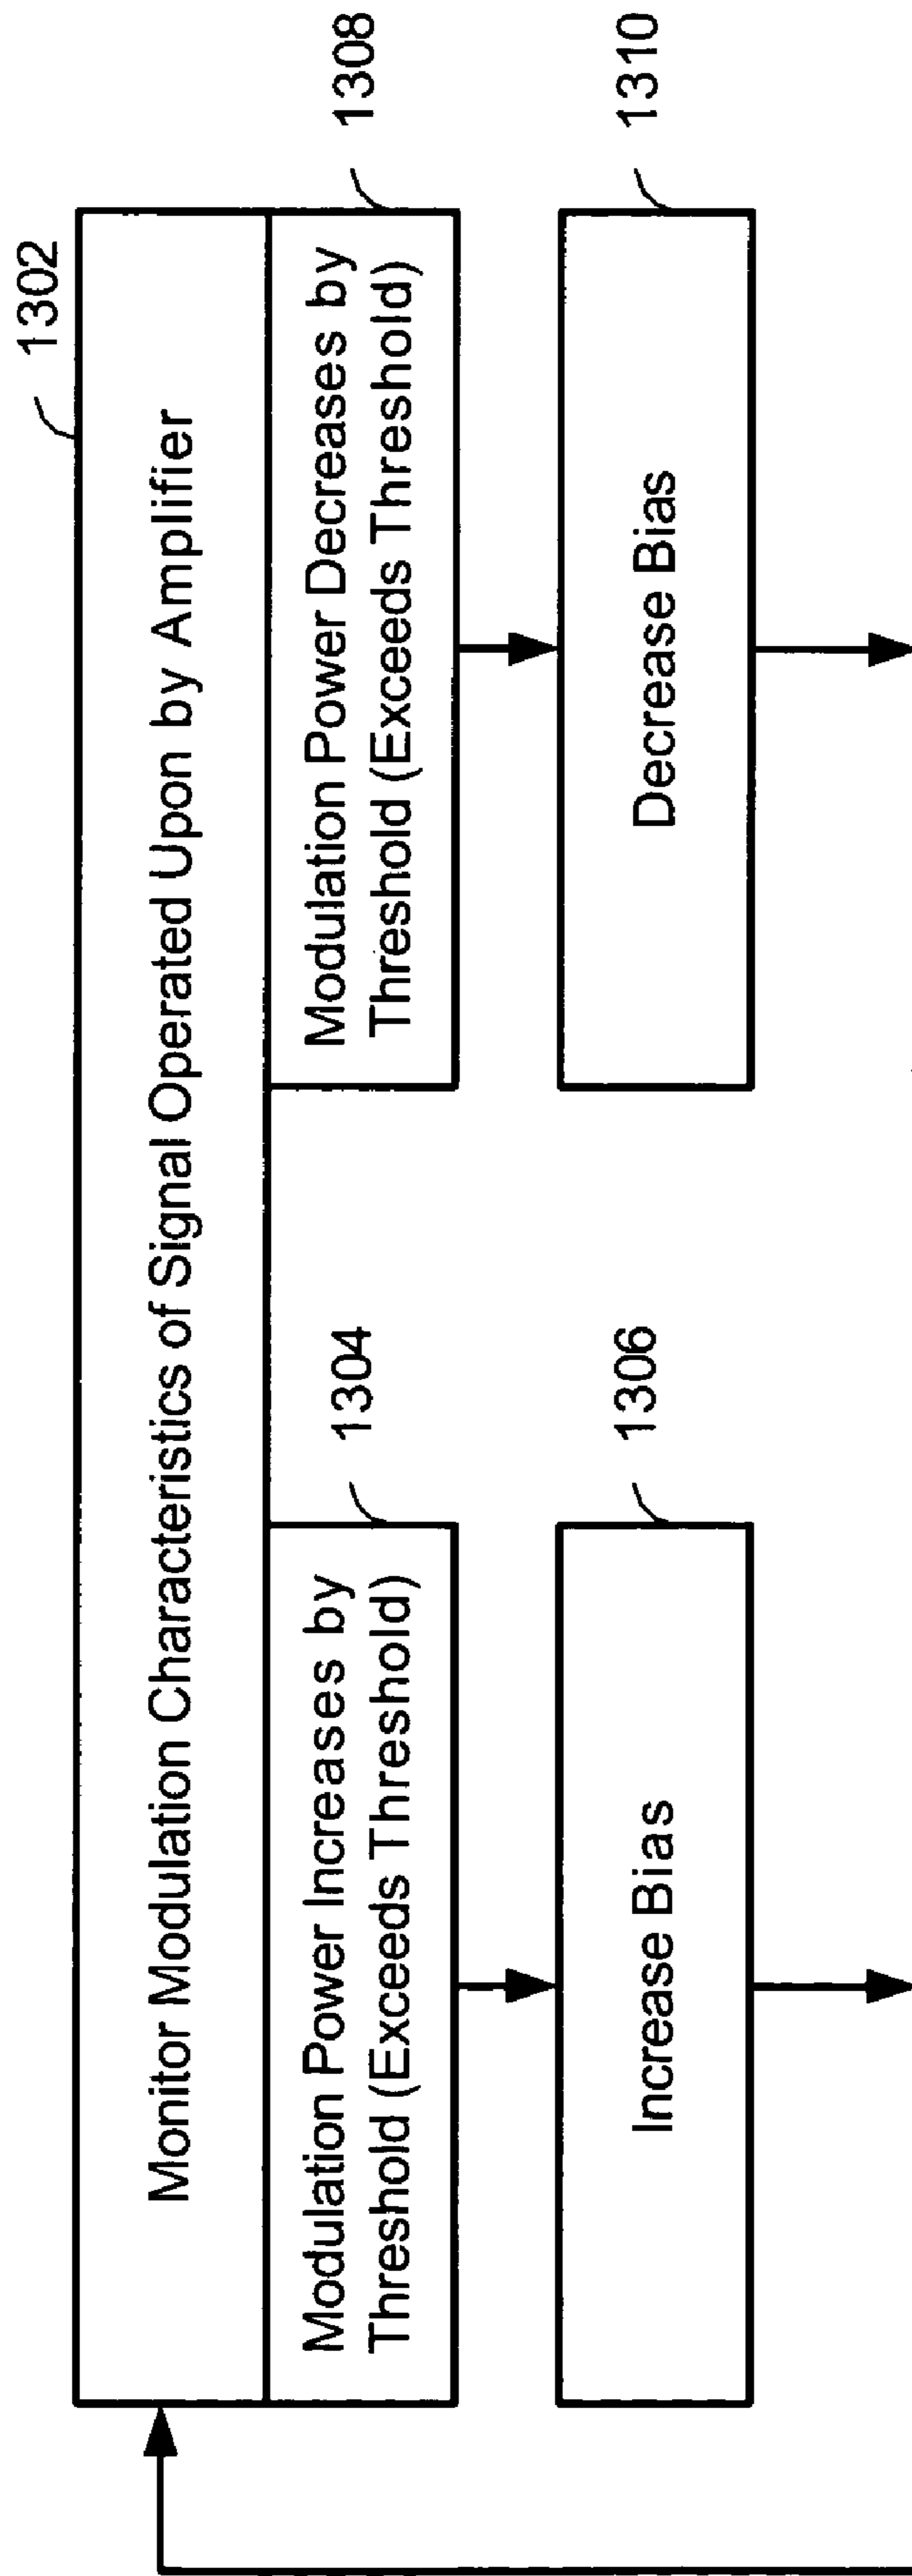 1302
Monitor Modulation Characteristics of Signal Operated Upon by Amplifier
1304
Modulation Power Increases by
Threshold (Exceeds Threshold)
1308
Modulation Power Decreases by
Threshold (Exceeds Threshold)
1306
Increase Bias
1310
Decrease Bias